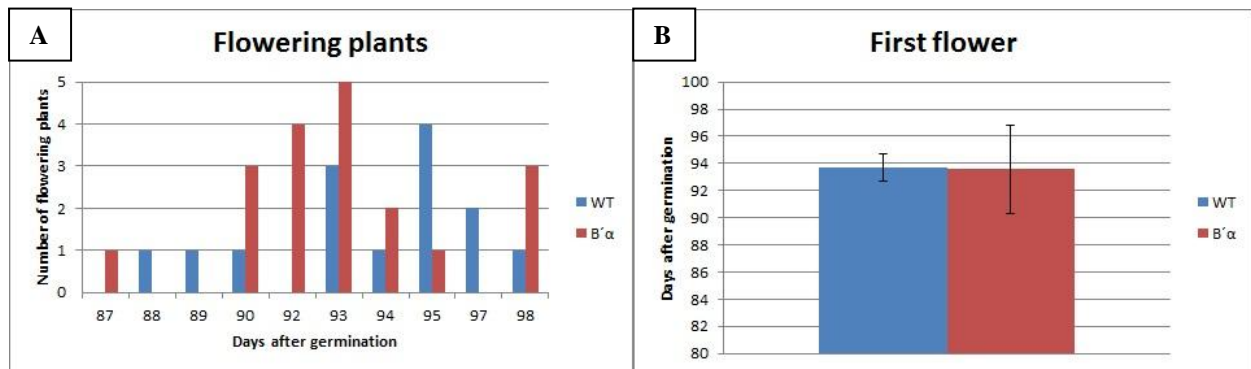 A
Flowering plants
Number of flowering plants
5
4
3
2
1
0
87 88 89 90 92 93 94 95 97 98
Days after germination
WT
B´α
B
First flower
Days after germination
100
98
96
94
92
90
88
86
84
82
80
WT
B´α